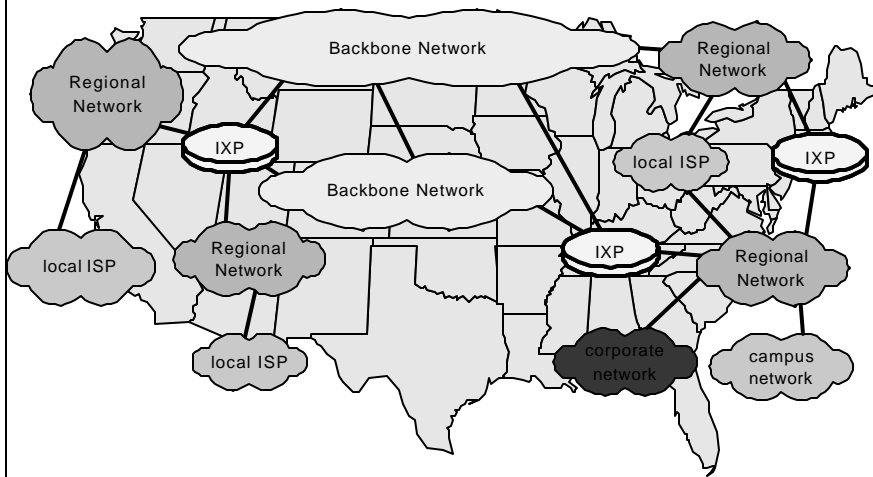 Backbone Network
Regional
Network
Regional
Network
IXP
local ISP
IXP
Backbone Network
local ISP
Regional
Network
IXP
Regional
Network
local ISP
corporate
network
campus
network